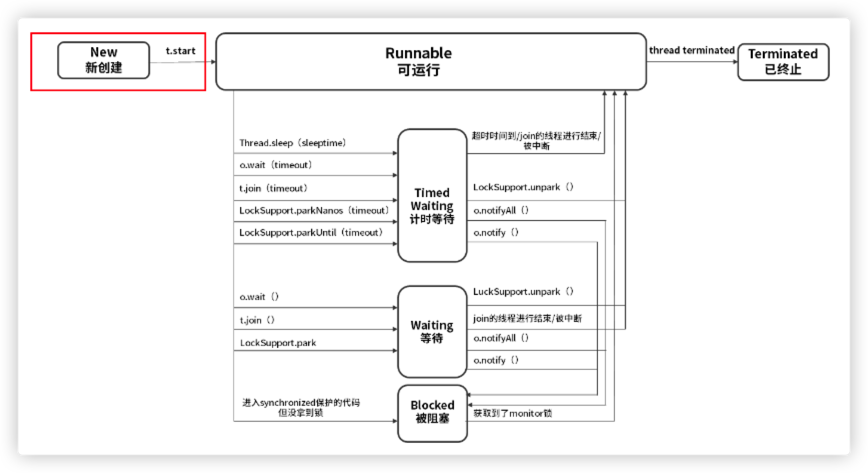 New
新创建
t.start
Runnable
可运行
thread terminated
Terminated
已终止
Thread.sleep（sleeptime）
o.wait（timeout）
t.join（timeout）
LockSupport.parkNanos（timeout）
LockSupport.parkUntil（timeout）
Timed
Waiting
计时等待
超时时间到/join的线程进行结束/
被中断
LockSupport.unpark（）
o.notifyAll（）
o.notify（）
o.wait（）
t.join（）
LockSupport.park
Waiting
等待
LuckSupport.unpark（）
join的线程进行结束/被中断
o.notifyAll（）
o.notify（）
进入synchronized保护的代码
但没拿到锁
Blocked
被阻塞
获取到了monitor锁